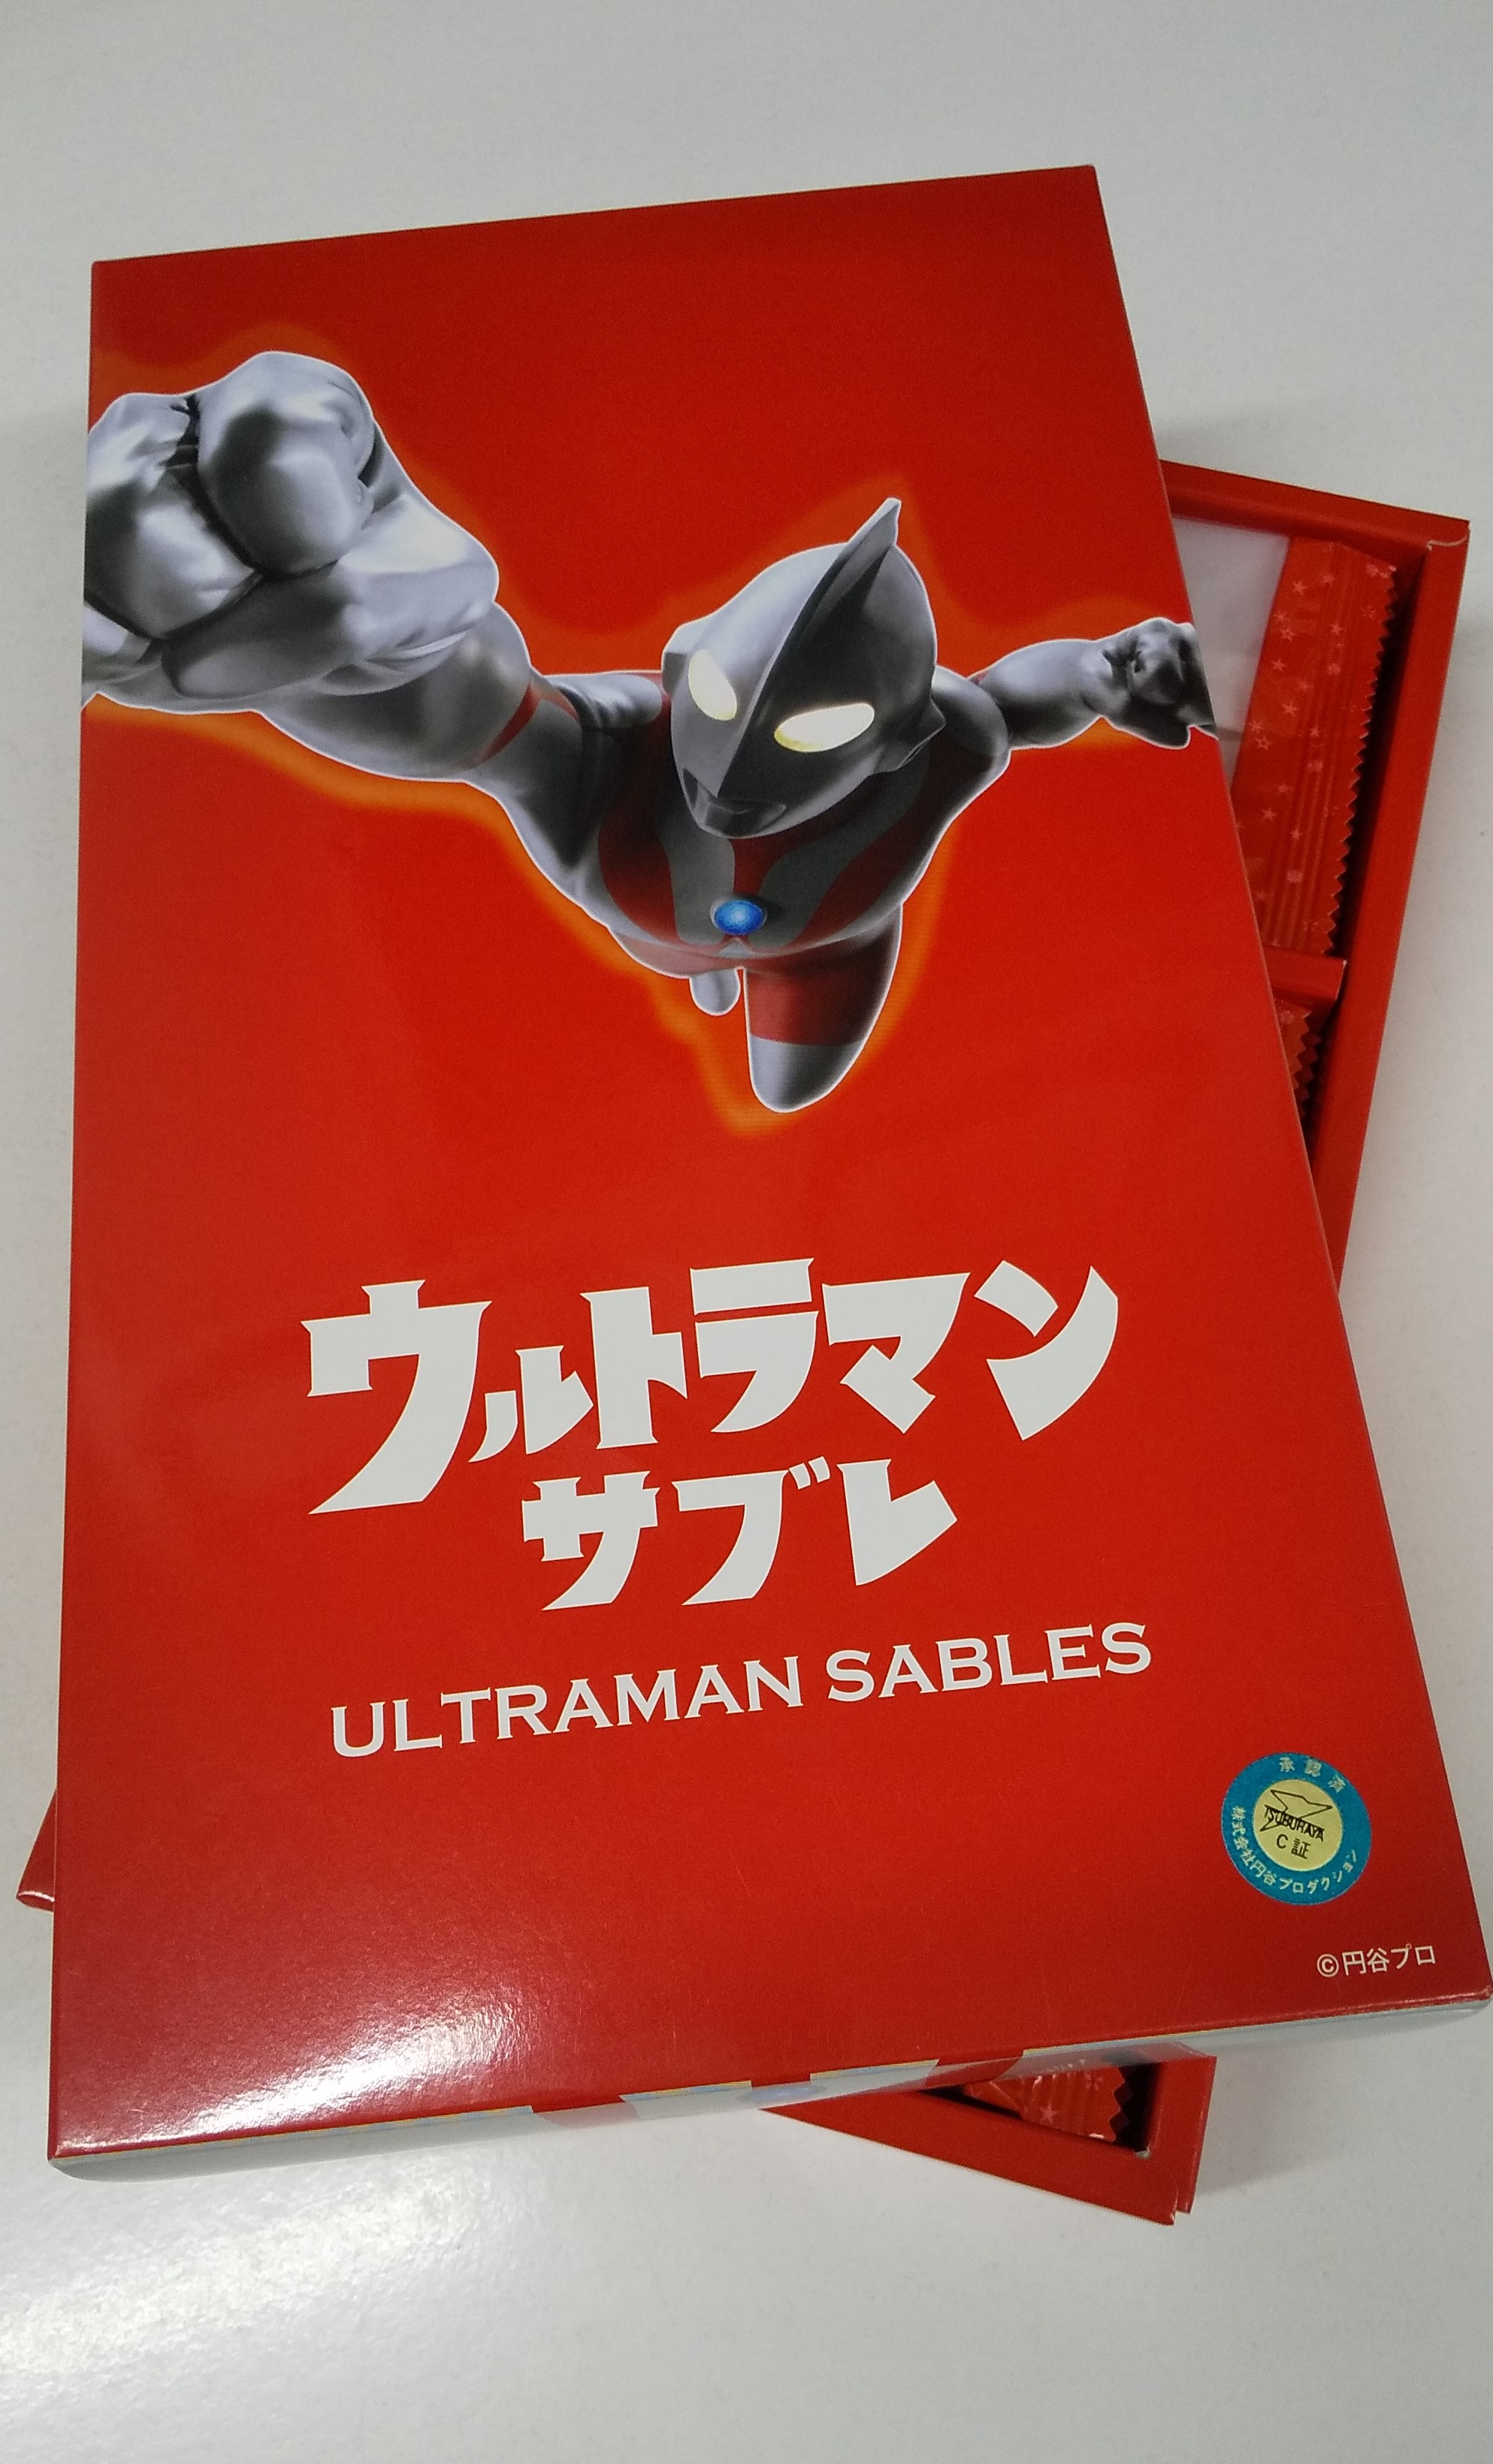 ウルトラマン
サブレ
ULTRAMAN SABLES
承認済
TSUBURAYA
C証
株式会社円谷プロダクション
©円谷プロ